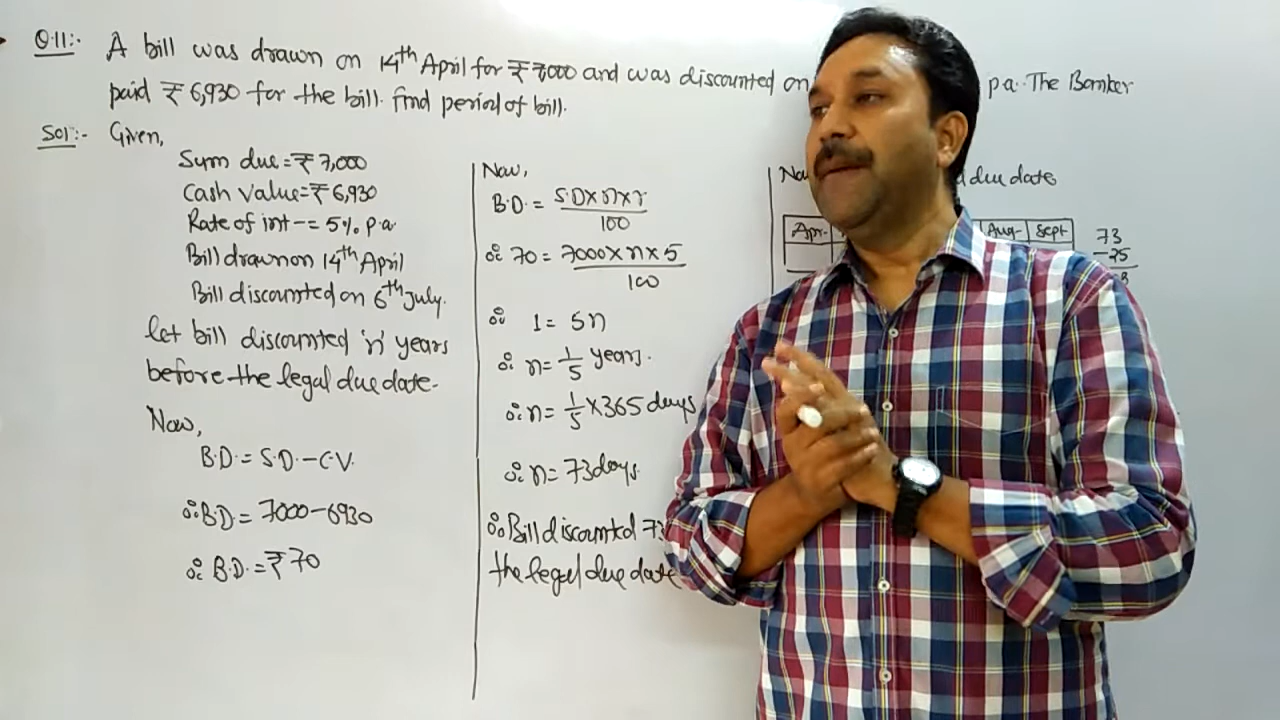 Q.11:- A bill was drawn on 14th April for ₹7000 and was discounted on p.a. The Banker
paid ₹6,930 for the bill. find period of bill.
Sol:- Given,
Sum due = ₹7,000
Cash value = ₹6,930
Rate of int-- = 5% p.a
Bill drawn on 14th April
Bill discounted on 6th July.
let bill discounted 'n' years
before the legal due date.
Now,
B.D. = S.D. - C.V.
∴ B.D. = 7000 - 6930
∴ B.D. = ₹70
Now,
B.D. = S.D × n × r
100
∴ 70 = 7000 × n × 5
100
∴ 1 = 5n
∴ n = 1/5 years.
∴ n = 1/5 × 365 days
∴ n = 73 days.
∴ Bill discounted 73
the legal due date
due date
Apr. Aug- Sept
73
-25